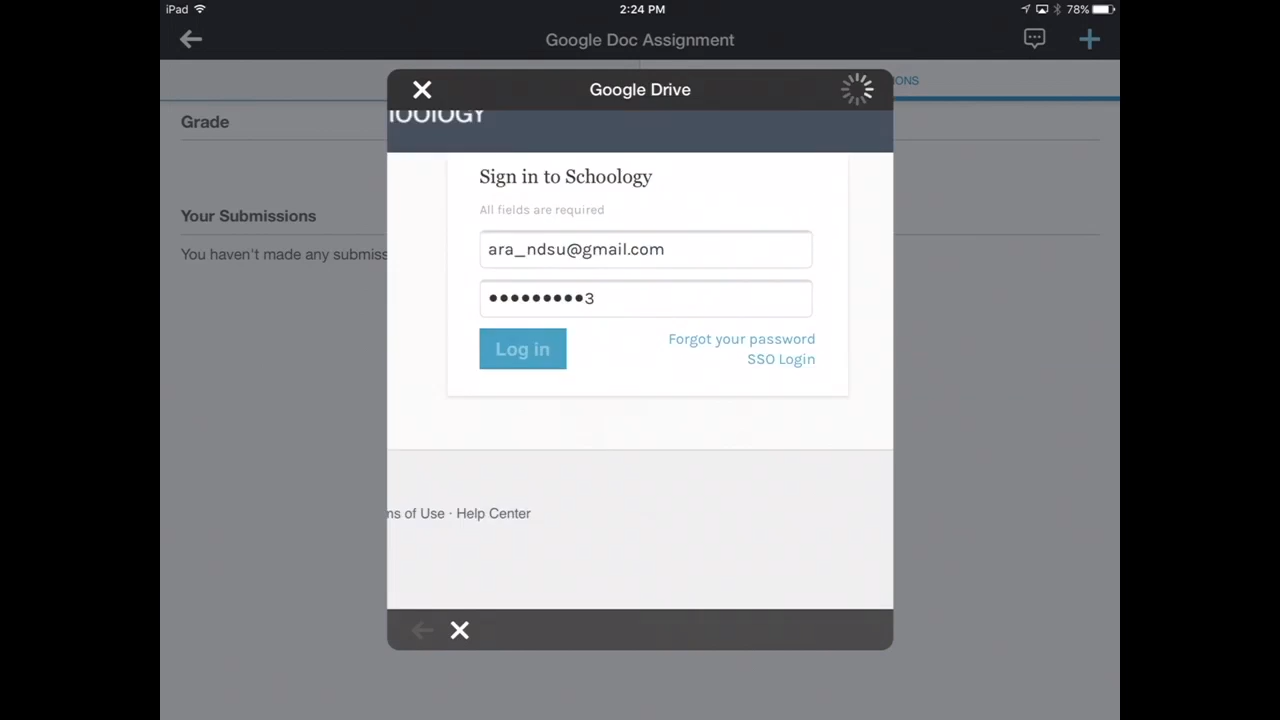 iPad
2:24 PM
78%
Google Doc Assignment
Google Drive
Grade
Sign in to Schoology
All fields are required
Your Submissions
ara_ndsu@gmail.com
You haven't made any
•••••••••3
Log in
Forgot your password
SSO Login
of Use · Help Center